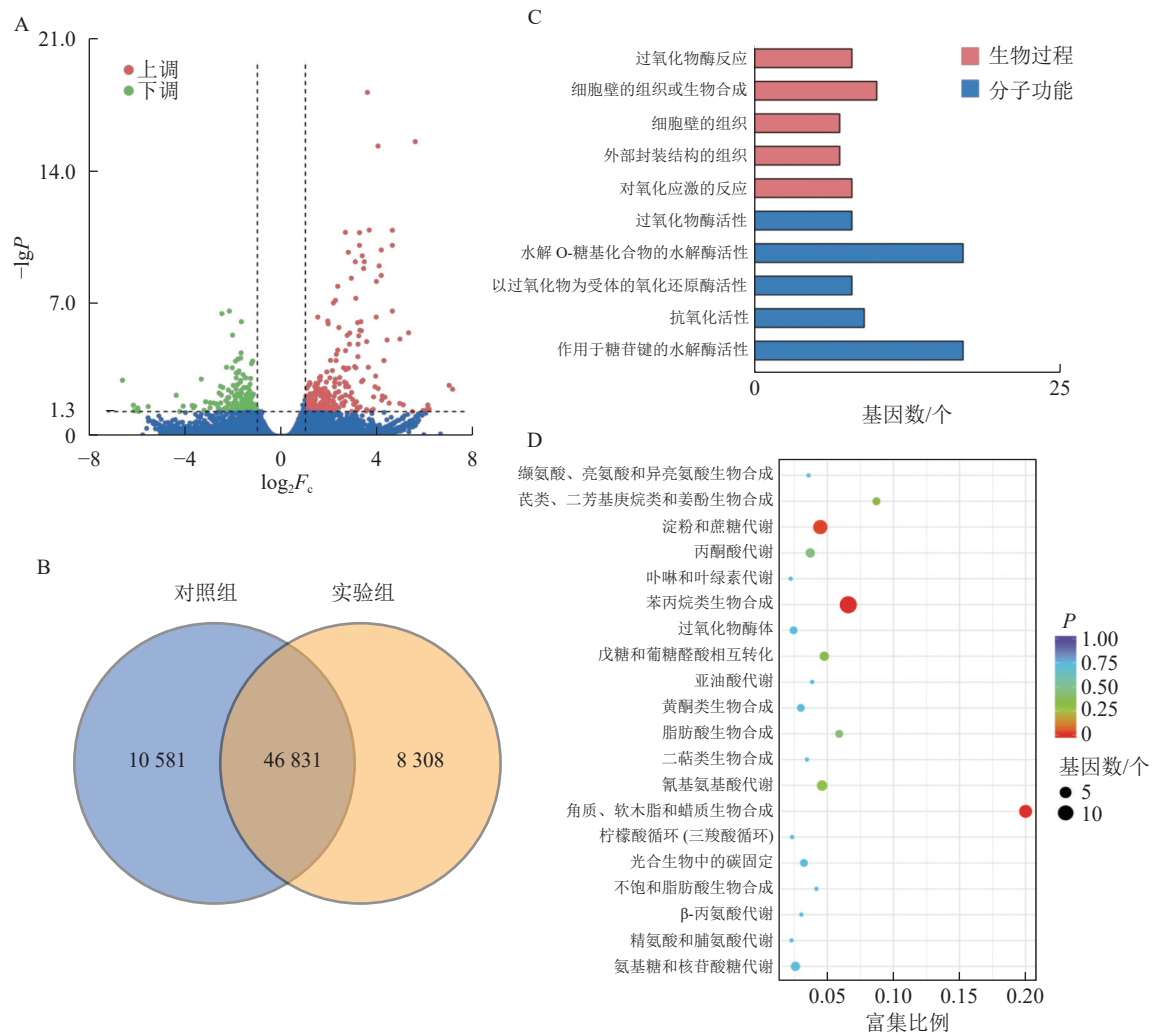 A
21.0
14.0
7.0
1.3
0
−lgP
上调
下调
−8
−4
0
4
8
log₂Fc
B
对照组
实验组
10 581
46 831
8 308
C
过氧化物酶反应
细胞壁的组织或生物合成
细胞壁的组织
外部封装结构的组织
对氧化应激的反应
过氧化物酶活性
水解 O-糖基化合物的水解酶活性
以过氧化物为受体的氧化还原酶活性
抗氧化活性
作用于糖苷键的水解酶活性
生物过程
分子功能
0
25
基因数/个
D
缬氨酸、亮氨酸和异亮氨酸生物合成
芪类、二芳基庚烷类和姜酚生物合成
淀粉和蔗糖代谢
丙酮酸代谢
卟啉和叶绿素代谢
苯丙烷类生物合成
过氧化物酶体
戊糖和葡糖醛酸相互转化
亚油酸代谢
黄酮类生物合成
脂肪酸生物合成
二萜类生物合成
氰基氨基酸代谢
角质、软木脂和蜡质生物合成
柠檬酸循环 (三羧酸循环)
光合生物中的碳固定
不饱和脂肪酸生物合成
β-丙氨酸代谢
精氨酸和脯氨酸代谢
氨基糖和核苷酸糖代谢
0.05
0.10
0.15
0.20
富集比例
P
1.00
0.75
0.50
0.25
0
基因数/个
5
10